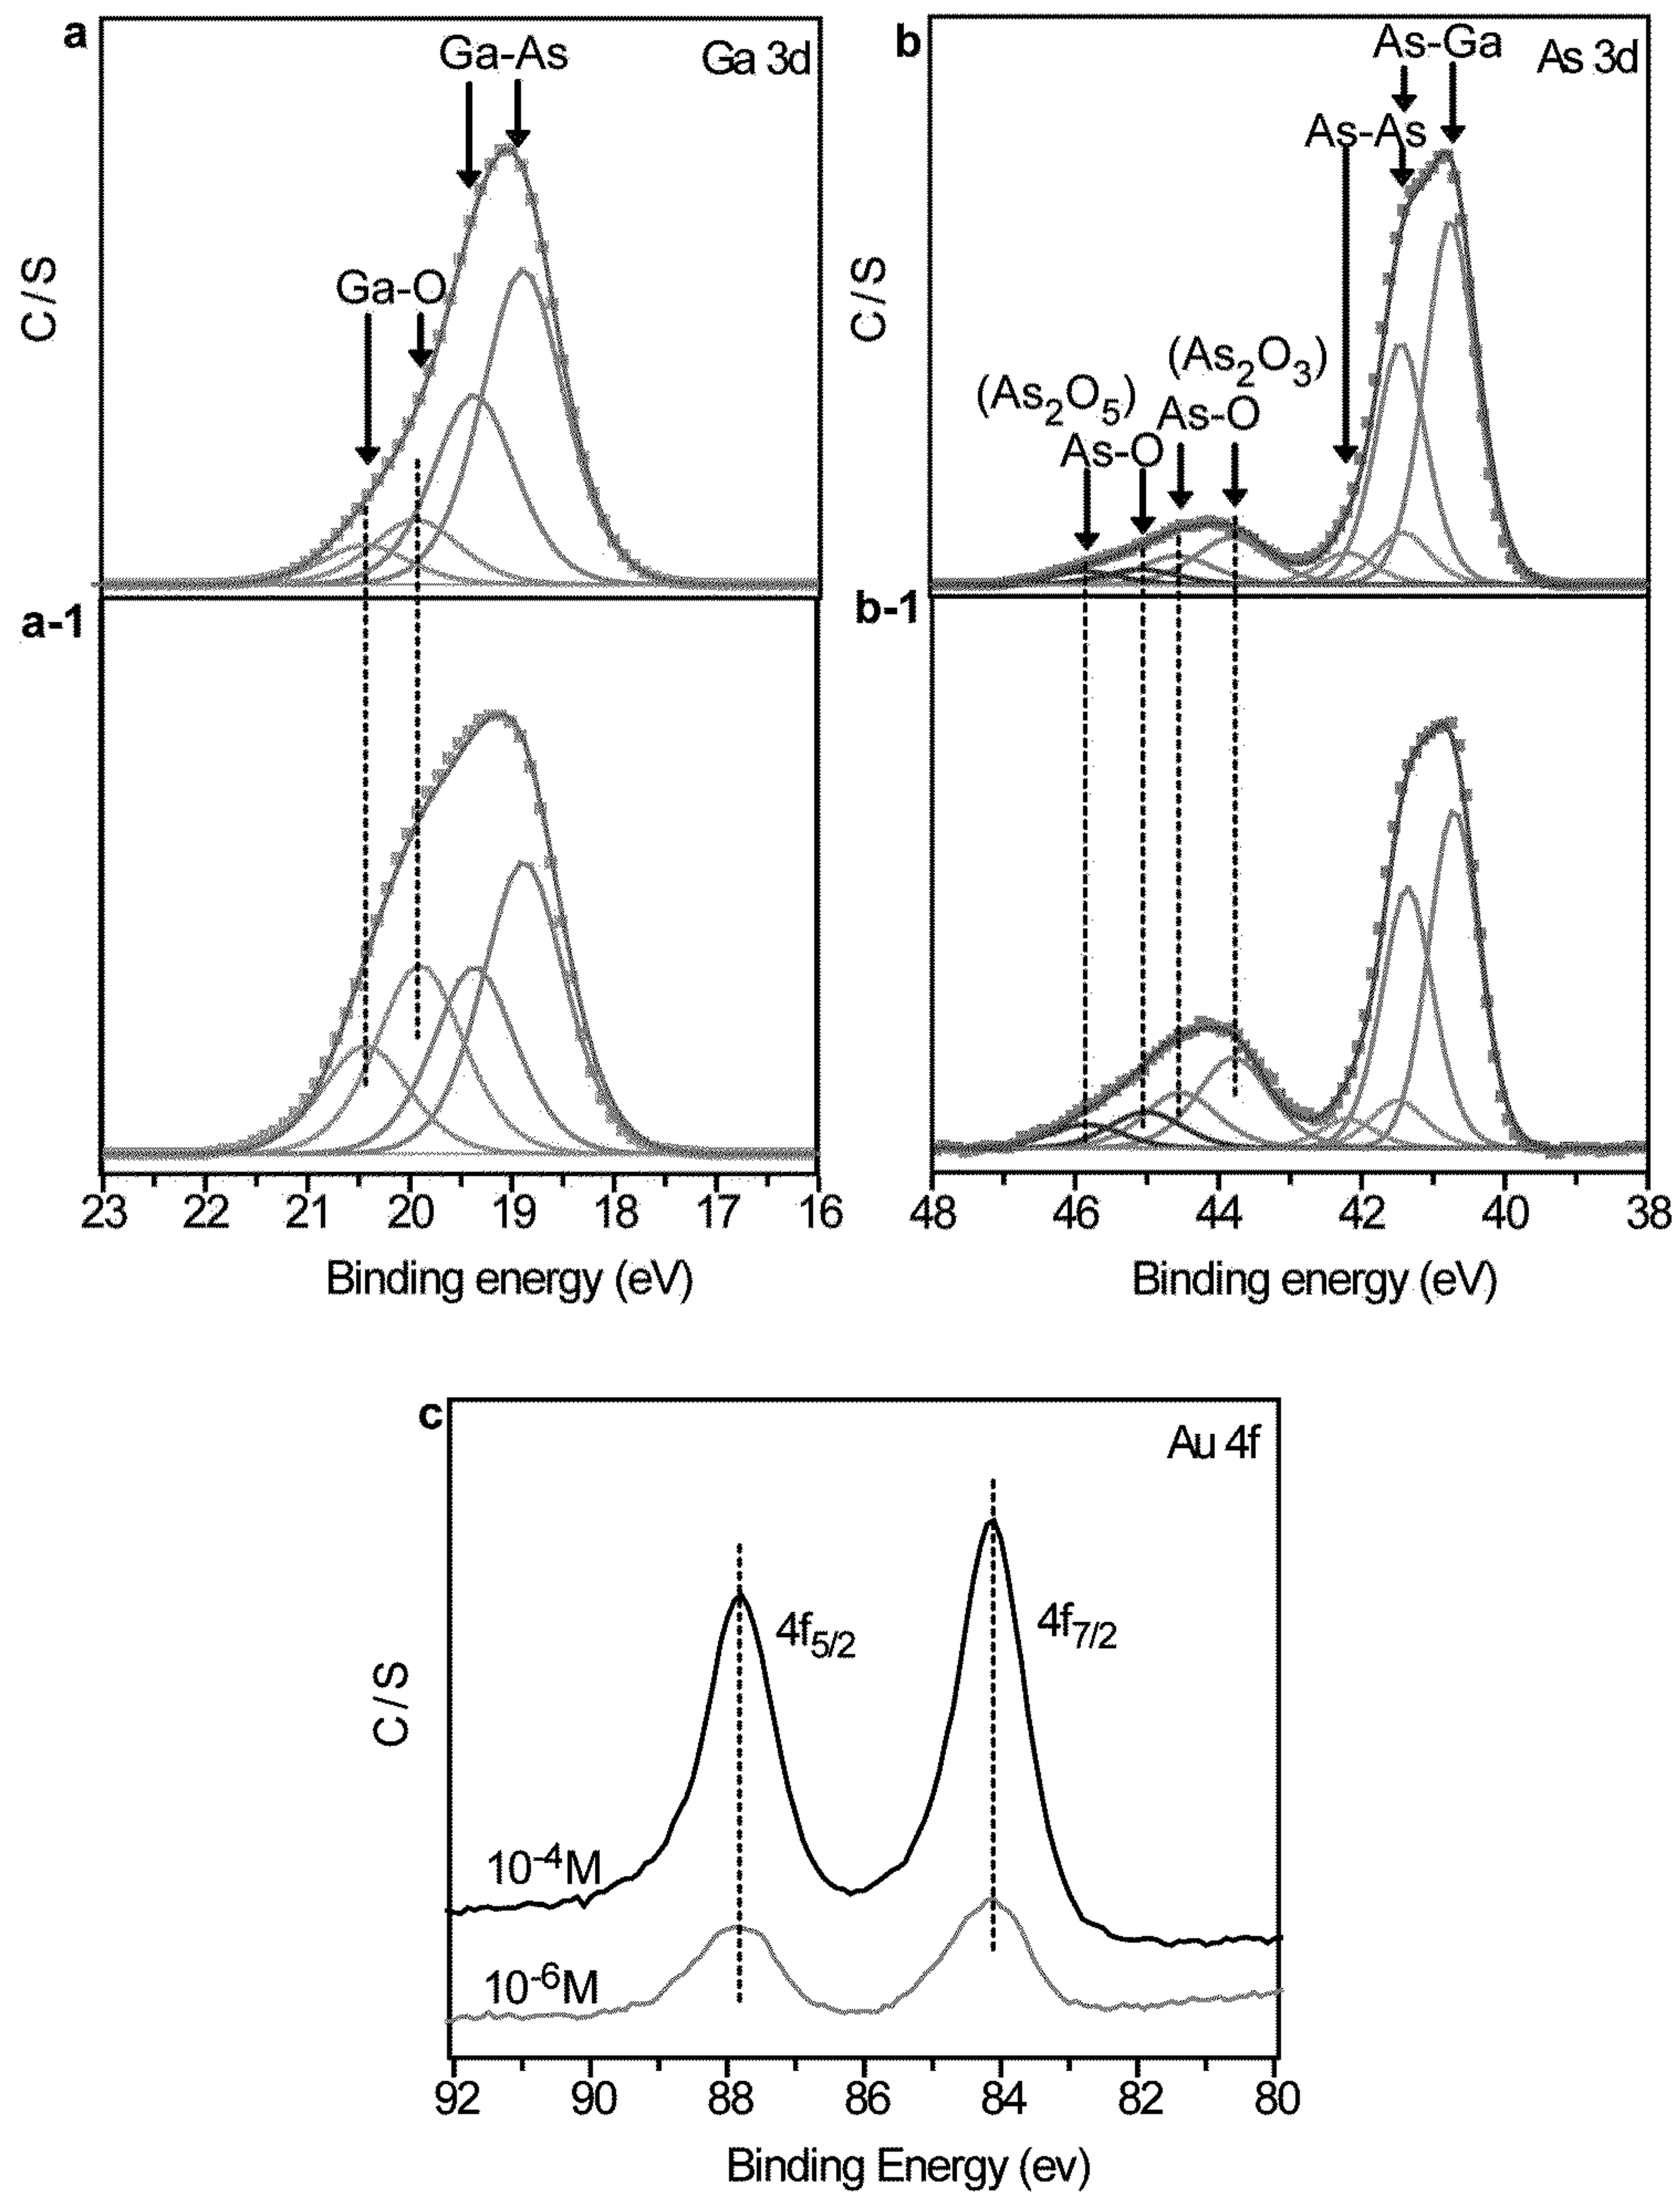 a
Ga-As
Ga 3d
Ga-O
C/S
b
As-Ga
As 3d
As-As
(As₂O₃)
(As₂O₅)
As-O
As-O
C/S
a-1
23 22 21 20 19 18 17 16
Binding energy (eV)
b-1
48 46 44 42 40 38
Binding energy (eV)
c
Au 4f
4f₅/₂
4f₇/₂
C/S
10⁻⁴M
10⁻⁶M
92 90 88 86 84 82 80
Binding Energy (ev)